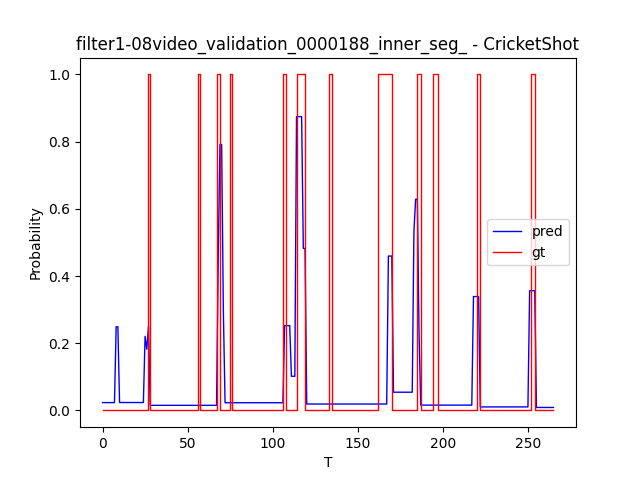 filter1-08video_validation_0000188_inner_seg_ - CricketShot
1.0
0.8
0.6
0.4
0.2
0.0
Probability
pred
gt
0 50 100 150 200 250
T